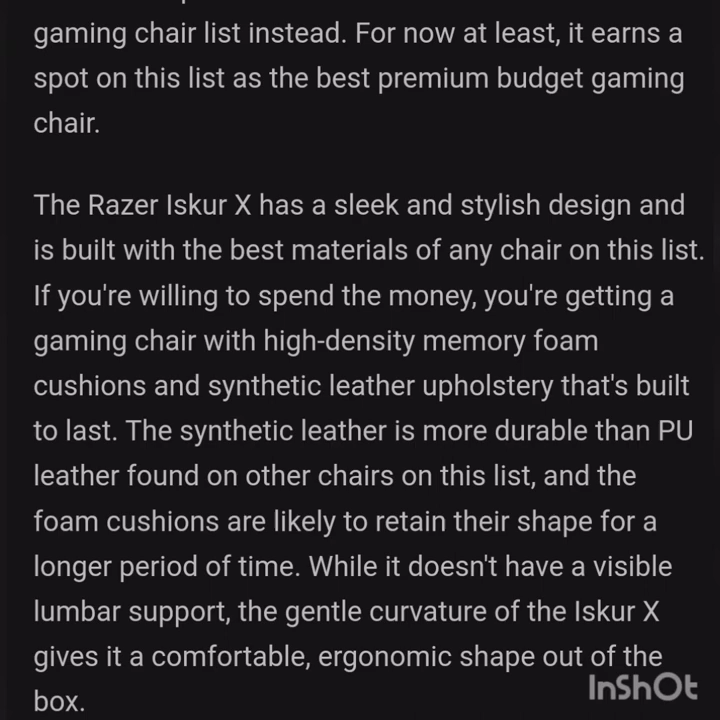 gaming chair list instead. For now at least, it earns a
spot on this list as the best premium budget gaming
chair.
The Razer Iskur X has a sleek and stylish design and
is built with the best materials of any chair on this list.
If you're willing to spend the money, you're getting a
gaming chair with high-density memory foam
cushions and synthetic leather upholstery that's built
to last. The synthetic leather is more durable than PU
leather found on other chairs on this list, and the
foam cushions are likely to retain their shape for a
longer period of time. While it doesn't have a visible
lumbar support, the gentle curvature of the Iskur X
gives it a comfortable, ergonomic shape out of the
box.
InShOt